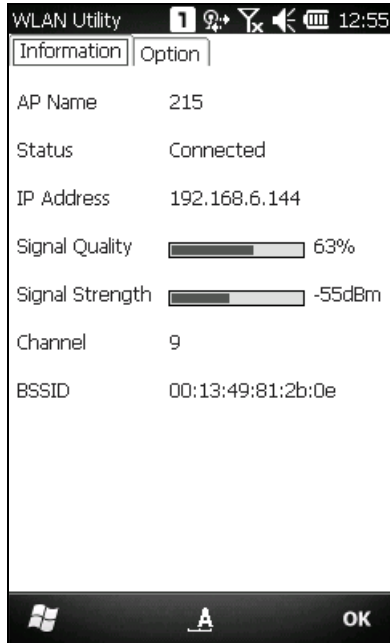 WLAN Utility 1 12:55
Information Option
AP Name 215
Status Connected
IP Address 192.168.6.144
Signal Quality 63%
Signal Strength -55dBm
Channel 9
BSSID 00:13:49:81:2b:0e
A OK